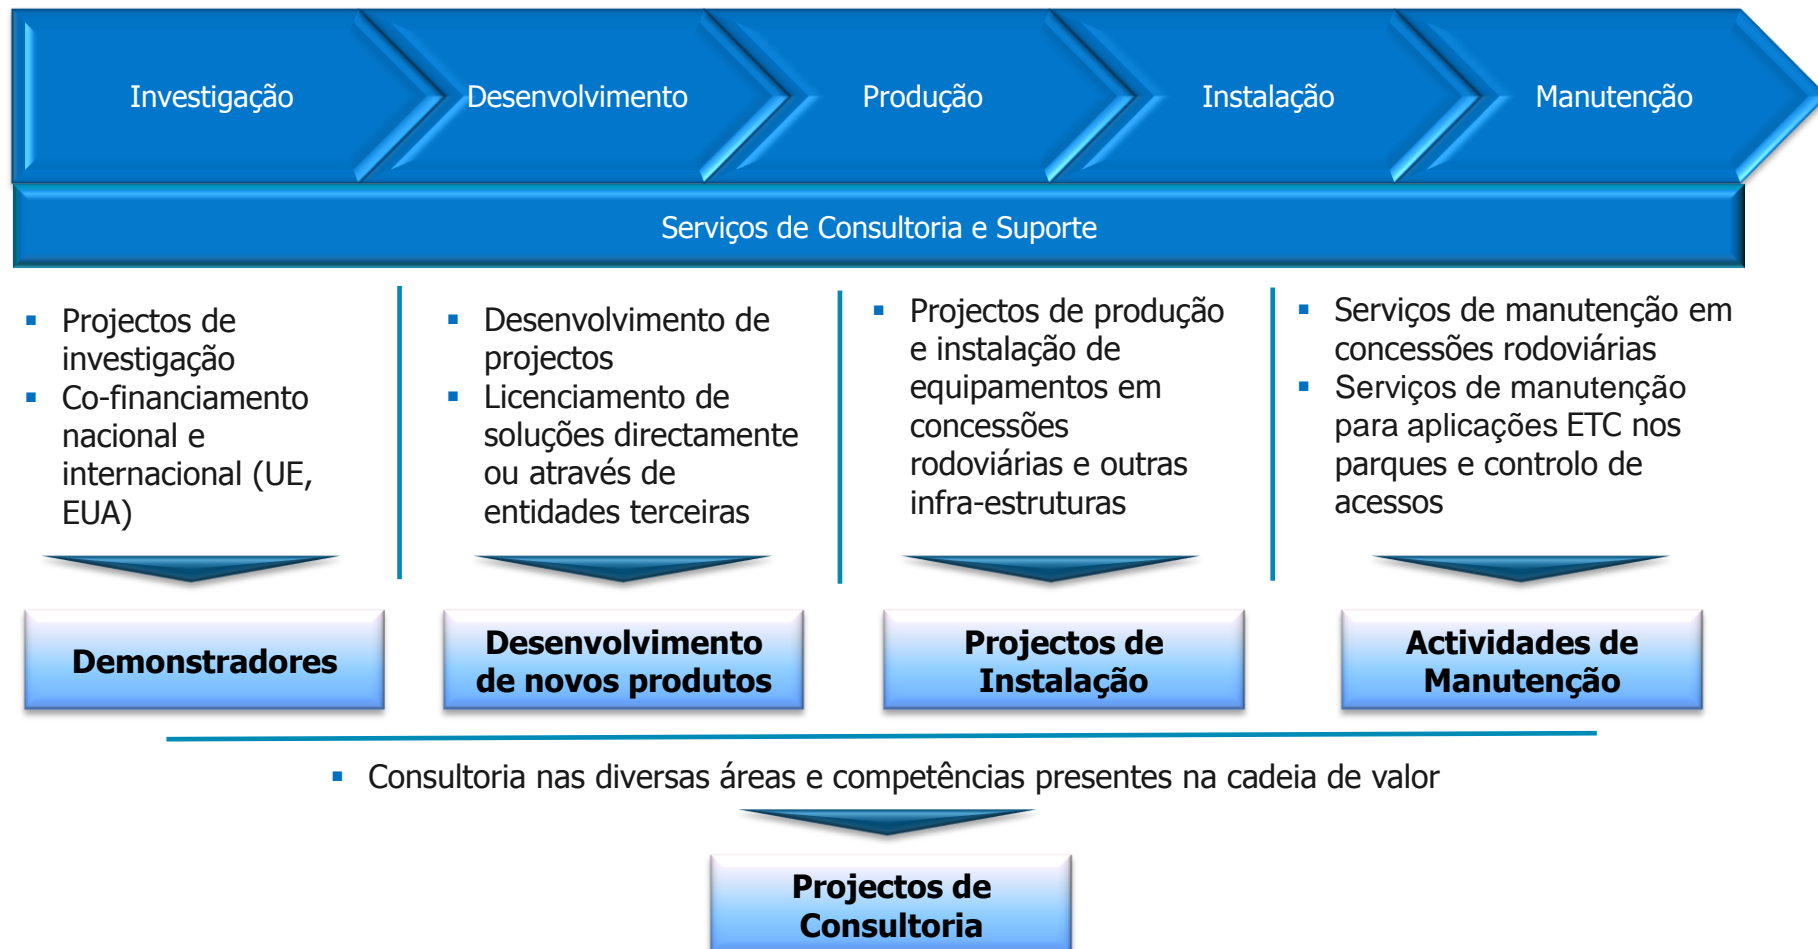 Investigação
Desenvolvimento
Produção
Instalação
Manutenção
Serviços de Consultoria e Suporte
▪ Projectos de
investigação
▪ Co-financiamento
nacional e
internacional (UE,
EUA)
▪ Desenvolvimento de
projectos
▪ Licenciamento de
soluções directamente
ou através de
entidades terceiras
▪ Projectos de produção
e instalação de
equipamentos em
concessões
rodoviárias e outras
infra-estruturas
▪ Serviços de manutenção em
concessões rodoviárias
▪ Serviços de manutenção
para aplicações ETC nos
parques e controlo de
acessos
Demonstradores
Desenvolvimento
de novos produtos
Projectos de
Instalação
Actividades de
Manutenção
▪ Consultoria nas diversas áreas e competências presentes na cadeia de valor
Projectos de
Consultoria